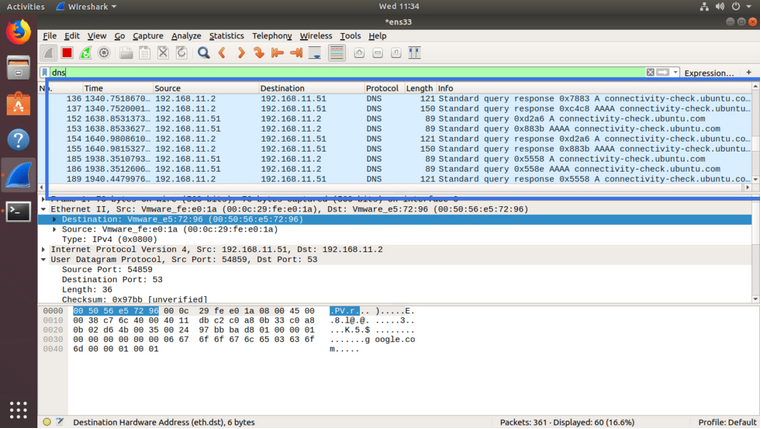 Activities Wireshark Wed 11:34
*ens33
File Edit View Go Capture Analyze Statistics Telephony Wireless Tools Help
dns Expression… +
No. Time Source Destination Protocol Length Info
136 1340.7518670… 192.168.11.2 192.168.11.51 DNS 121 Standard query response 0x7883 A connectivity-check.ubuntu.co…
137 1340.7520001… 192.168.11.2 192.168.11.51 DNS 150 Standard query response 0xc4c8 AAAA connectivity-check.ubuntu…
152 1638.8531373… 192.168.11.51 192.168.11.2 DNS 89 Standard query 0xd2a6 A connectivity-check.ubuntu.com
153 1638.8533627… 192.168.11.51 192.168.11.2 DNS 89 Standard query 0x883b AAAA connectivity-check.ubuntu.com
154 1640.9808610… 192.168.11.2 192.168.11.51 DNS 121 Standard query response 0xd2a6 A connectivity-check.ubuntu.co…
155 1640.9815327… 192.168.11.2 192.168.11.51 DNS 150 Standard query response 0x883b AAAA connectivity-check.ubuntu…
185 1938.3510793… 192.168.11.51 192.168.11.2 DNS 89 Standard query 0x5558 A connectivity-check.ubuntu.com
186 1938.3512606… 192.168.11.51 192.168.11.2 DNS 89 Standard query 0x558e AAAA connectivity-check.ubuntu.com
189 1940.4479976… 192.168.11.2 192.168.11.51 DNS 121 Standard query response 0x5558 A connectivity-check.ubuntu.co…
Ethernet II, Src: Vmware_fe:e0:1a (00:0c:29:fe:e0:1a), Dst: Vmware_e5:72:96 (00:50:56:e5:72:96)
Destination: Vmware_e5:72:96 (00:50:56:e5:72:96)
Source: Vmware_fe:e0:1a (00:0c:29:fe:e0:1a)
Type: IPv4 (0x0800)
Internet Protocol Version 4, Src: 192.168.11.51, Dst: 192.168.11.2
User Datagram Protocol, Src Port: 54859, Dst Port: 53
Source Port: 54859
Destination Port: 53
Length: 36
Checksum: 0x97bb [unverified]
0000 00 50 56 e5 72 96 00 0c 29 fe e0 1a 08 00 45 00 .PV.r... ).....E.
0010 00 38 c7 6c 40 00 40 11 db c2 c0 a8 0b 33 c0 a8 .8.l@.@. .....3..
0020 0b 02 d6 4b 00 35 00 24 97 bb ba d8 01 00 00 01 ...K.5.$ ........
0030 00 00 00 00 00 00 06 67 6f 6f 67 6c 65 03 63 6f .......g oogle.co
0040 6d 00 00 01 00 01 m.....
Destination Hardware Address (eth.dst), 6 bytes Packets: 361 · Displayed: 60 (16.6%) Profile: Default